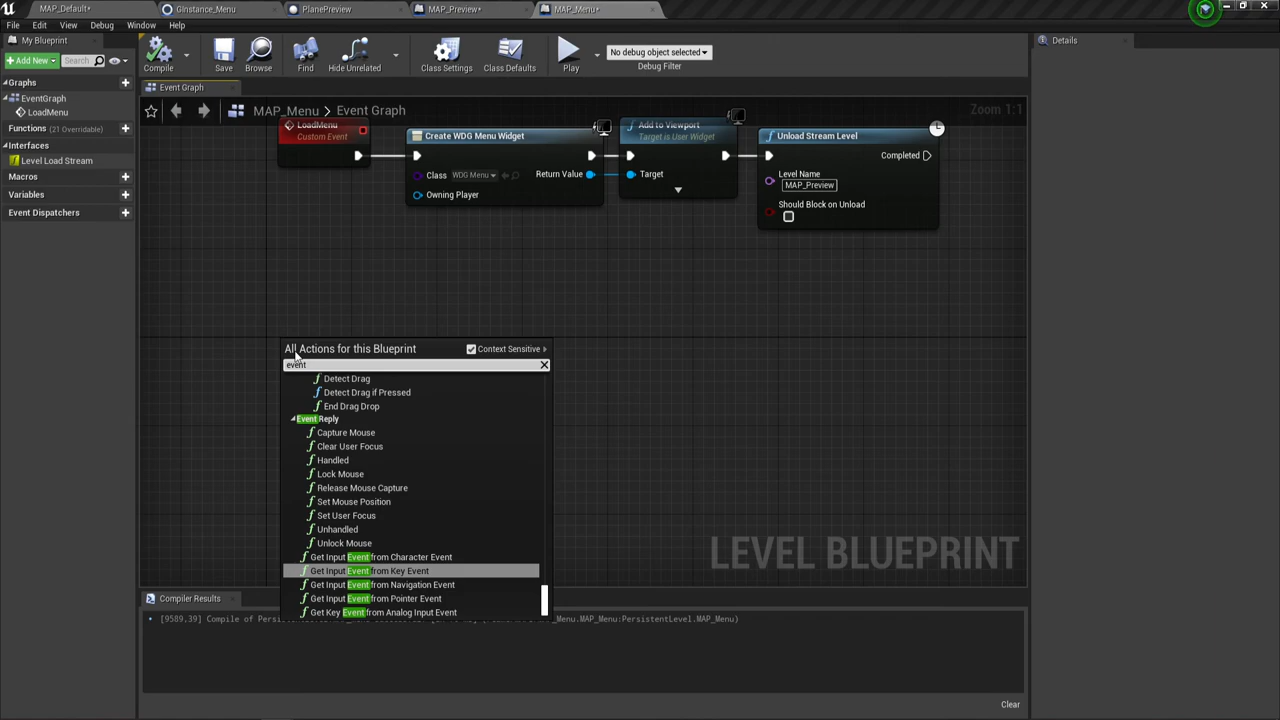 MAP_Default*
GInstance_Menu
PlanePreview
MAP_Preview*
MAP_Menu*
File Edit View Debug Window Help
My Blueprint
Add New
Search
Graphs
EventGraph
LoadMenu
Functions (21 Overridable)
Interfaces
Level Load Stream
Macros
Variables
Event Dispatchers
Compile
Save
Browse
Find
Hide Unrelated
Class Settings
Class Defaults
Play
No debug object selected
Debug Filter
Details
Event Graph
MAP_Menu > Event Graph
Zoom 1:1
LoadMenu
Custom Event
Create WDG Menu Widget
Class WDG Menu
Return Value
Owning Player
Add to Viewport
Target is User Widget
Target
Unload Stream Level
Completed
Level Name
MAP_Preview
Should Block on Unload
All Actions for this Blueprint
Context Sensitive
event
Detect Drag
Detect Drag if Pressed
End Drag Drop
Event Reply
Capture Mouse
Clear User Focus
Handled
Lock Mouse
Release Mouse Capture
Set Mouse Position
Set User Focus
Unhandled
Unlock Mouse
Get Input Event from Character Event
Get Input Event from Key Event
Get Input Event from Navigation Event
Get Input Event from Pointer Event
Get Key Event from Analog Input Event
LEVEL BLUEPRINT
Compiler Results
[9589,39] Compile of
_Menu.MAP_Menu:PersistentLevel.MAP_Menu)
Clear